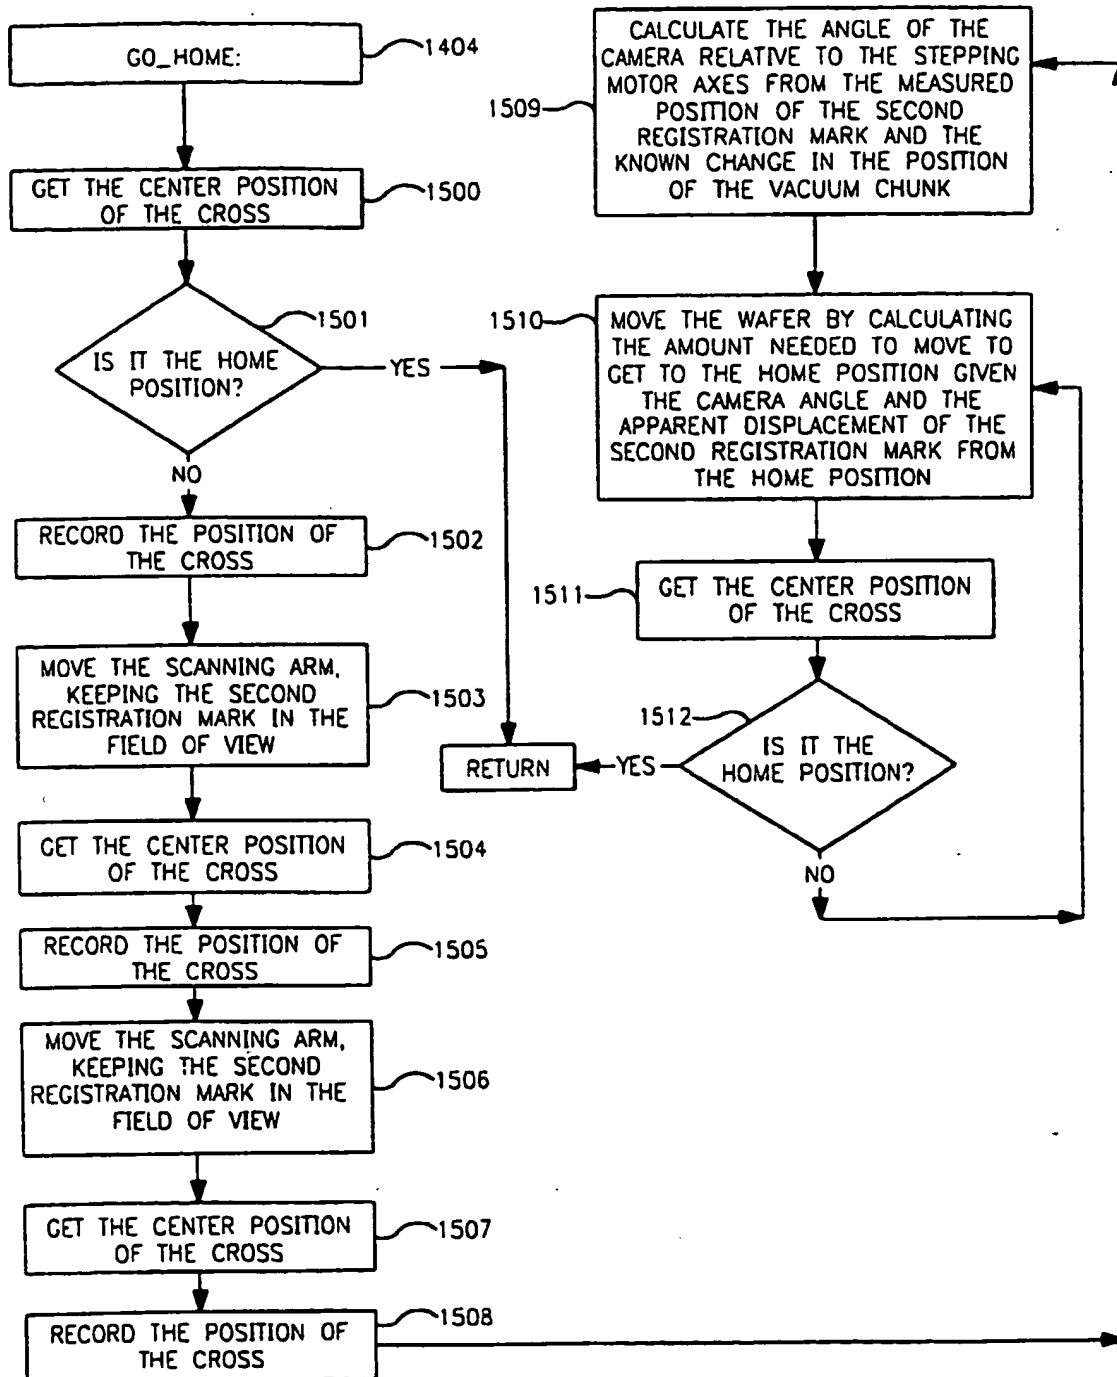 GO_HOME:
1404
GET THE CENTER POSITION
OF THE CROSS
1500
1501
IS IT THE HOME
POSITION?
YES
NO
RECORD THE POSITION OF
THE CROSS
1502
MOVE THE SCANNING ARM,
KEEPING THE SECOND
REGISTRATION MARK IN THE
FIELD OF VIEW
1503
GET THE CENTER POSITION
OF THE CROSS
1504
RECORD THE POSITION OF
THE CROSS
1505
MOVE THE SCANNING ARM,
KEEPING THE SECOND
REGISTRATION MARK IN THE
FIELD OF VIEW
1506
GET THE CENTER POSITION
OF THE CROSS
1507
RECORD THE POSITION OF
THE CROSS
1508
CALCULATE THE ANGLE OF THE
CAMERA RELATIVE TO THE STEPPING
MOTOR AXES FROM THE MEASURED
POSITION OF THE SECOND
REGISTRATION MARK AND THE
KNOWN CHANGE IN THE POSITION
OF THE VACUUM CHUNK
1509
1510
MOVE THE WAFER BY CALCULATING
THE AMOUNT NEEDED TO MOVE TO
GET TO THE HOME POSITION GIVEN
THE CAMERA ANGLE AND THE
APPARENT DISPLACEMENT OF THE
SECOND REGISTRATION MARK FROM
THE HOME POSITION
1511
GET THE CENTER POSITION
OF THE CROSS
1512
IS IT THE
HOME POSITION?
YES
RETURN
NO